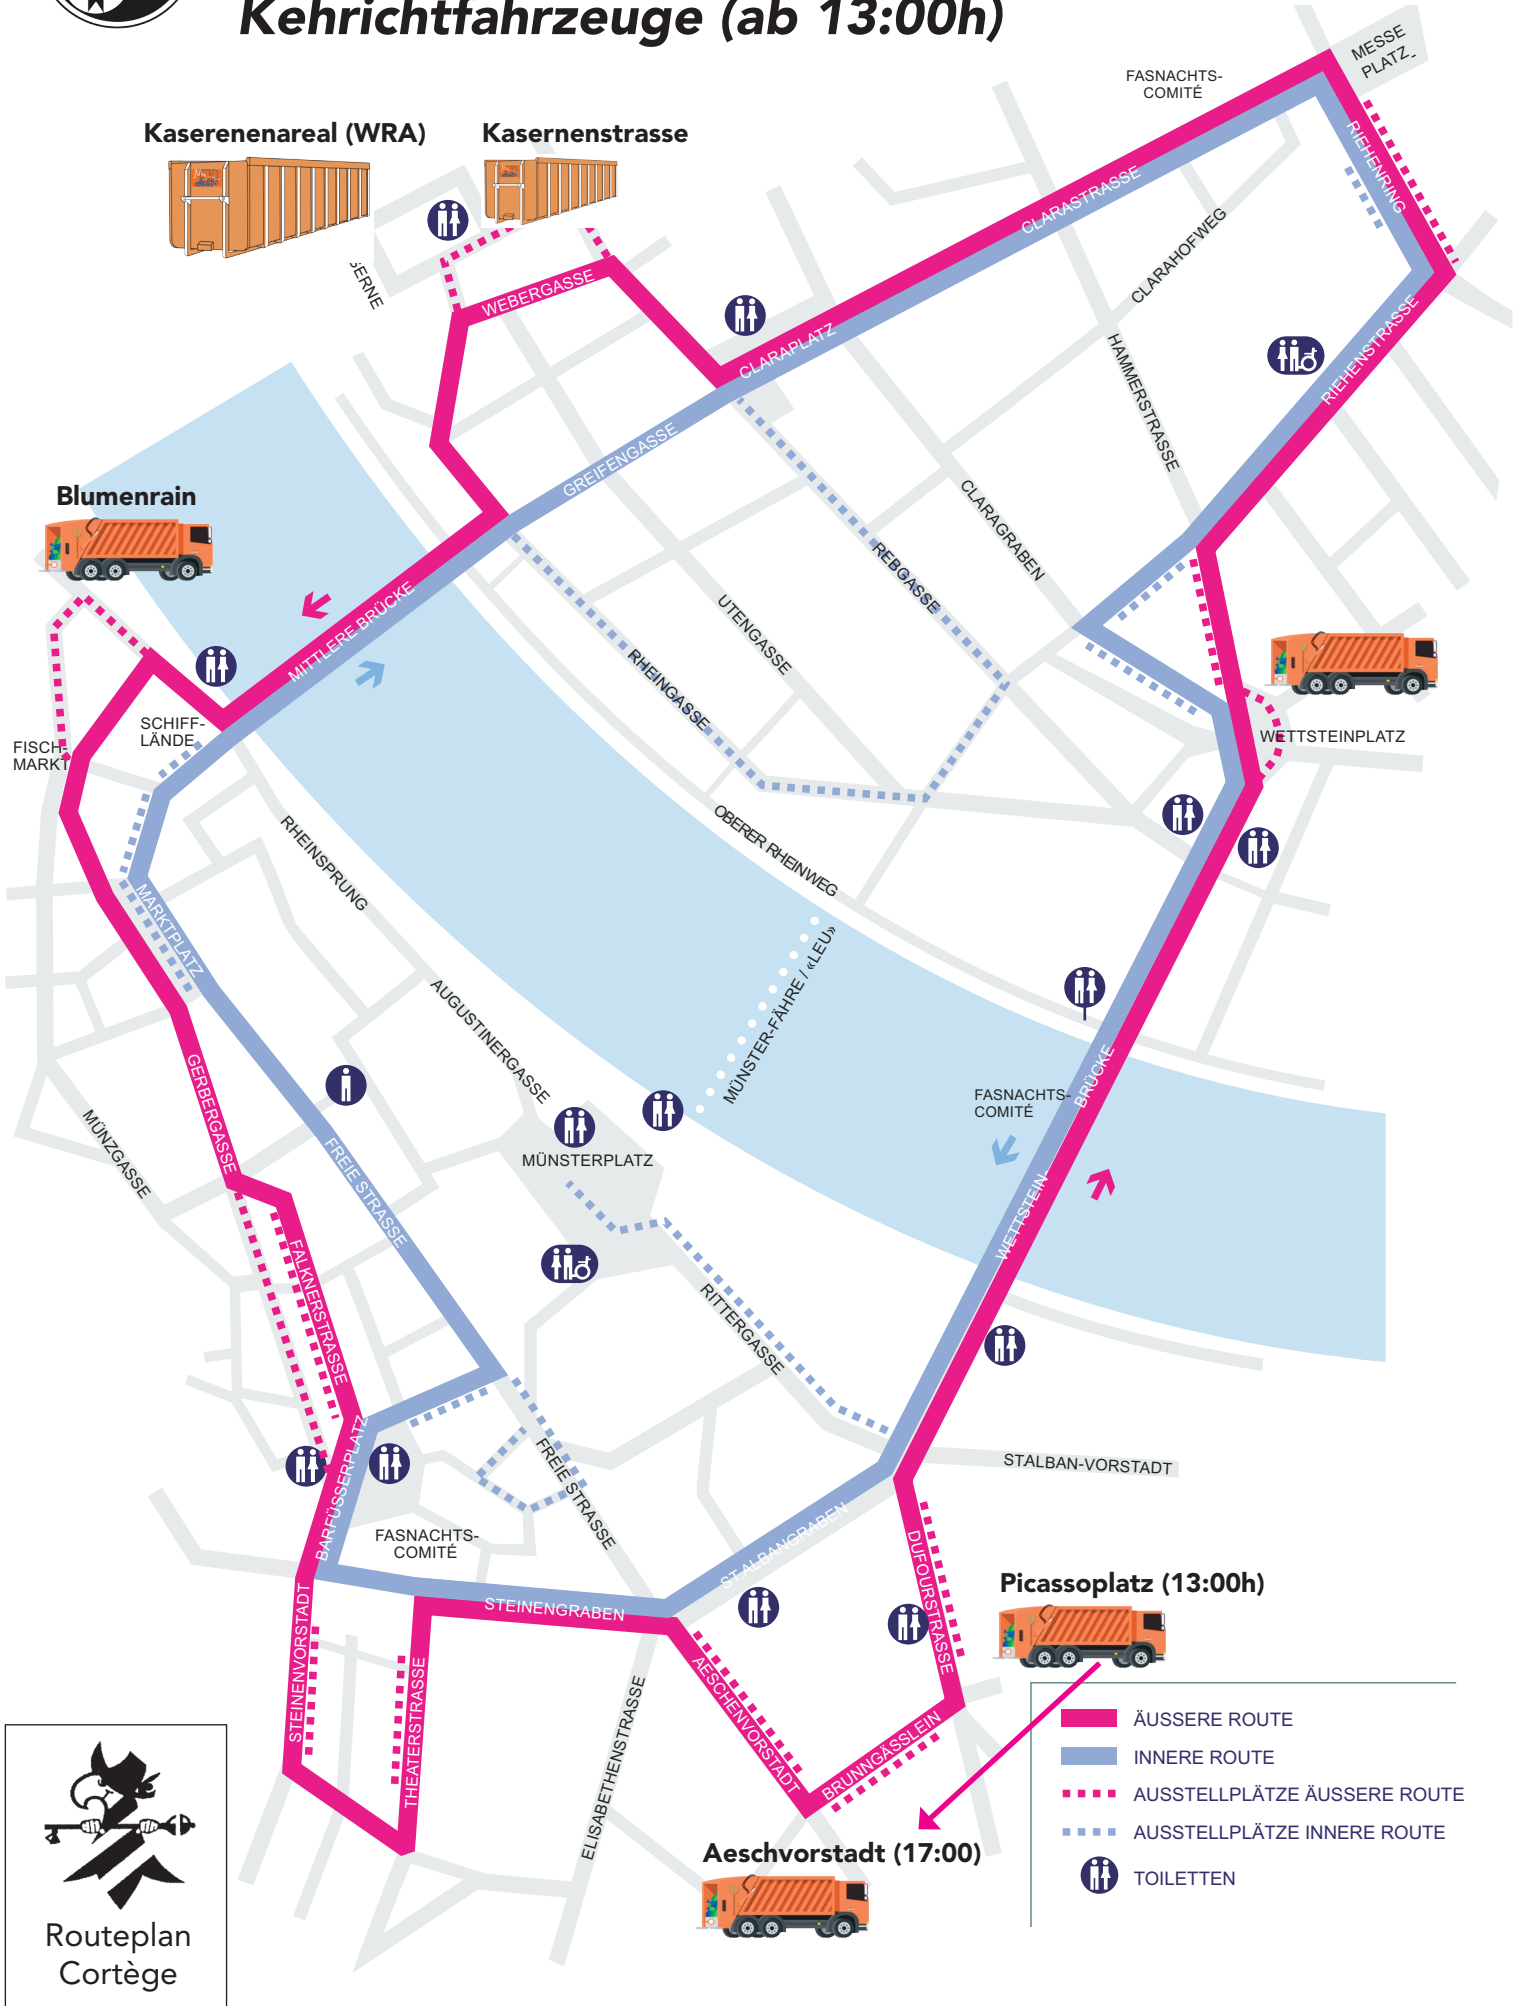 Kehrichtfahrzeuge (ab 13:00h)
MESSE
PLATZ
FASNACHTS-
COMITÉ
Kaserenenareal (WRA)
Kasernenstrasse
RIEHENRING
CLARASTRASSE
CLARAHOFWEG
SERNE
WEBERGASSE
CLARAPLATZ
HAMMERSTRASSE
RIEHENSTRASSE
GREIFENGASSE
Blumenrain
CLARAGRABEN
REBGASSE
UTENGASSE
MITTLERE BRÜCKE
RHEINGASSE
SCHIFF-
LÄNDE
FISCH-
MARKT
WETTSTEINPLATZ
RHEINSPRUNG
OBERER RHEINWEG
MARKTPLATZ
MÜNSTER-FÄHRE / «LEU»
AUGUSTINERGASSE
GERBERGASSE
MÜNZGASSE
FASNACHTS-
COMITÉ
WETTSTEIN-
BRÜCKE
MÜNSTERPLATZ
FREIE STRASSE
FALKNERSTRASSE
RITTERGASSE
BARFÜSSERPLATZ
FREIE STRASSE
ST.ALBAN-VORSTADT
FASNACHTS-
COMITÉ
ST.ALBANGRABEN
DUFOURSTRASSE
Picassoplatz (13:00h)
STEINENGRABEN
STEINENVORSTADT
THEATERSTRASSE
AESCHENVORSTADT
BRUNNGÄSSLEIN
ELISABETHENSTRASSE
Aeschvorstadt (17:00)
ÄUSSERE ROUTE
INNERE ROUTE
AUSSTELLPLÄTZE ÄUSSERE ROUTE
AUSSTELLPLÄTZE INNERE ROUTE
TOILETTEN
Routeplan
Cortège